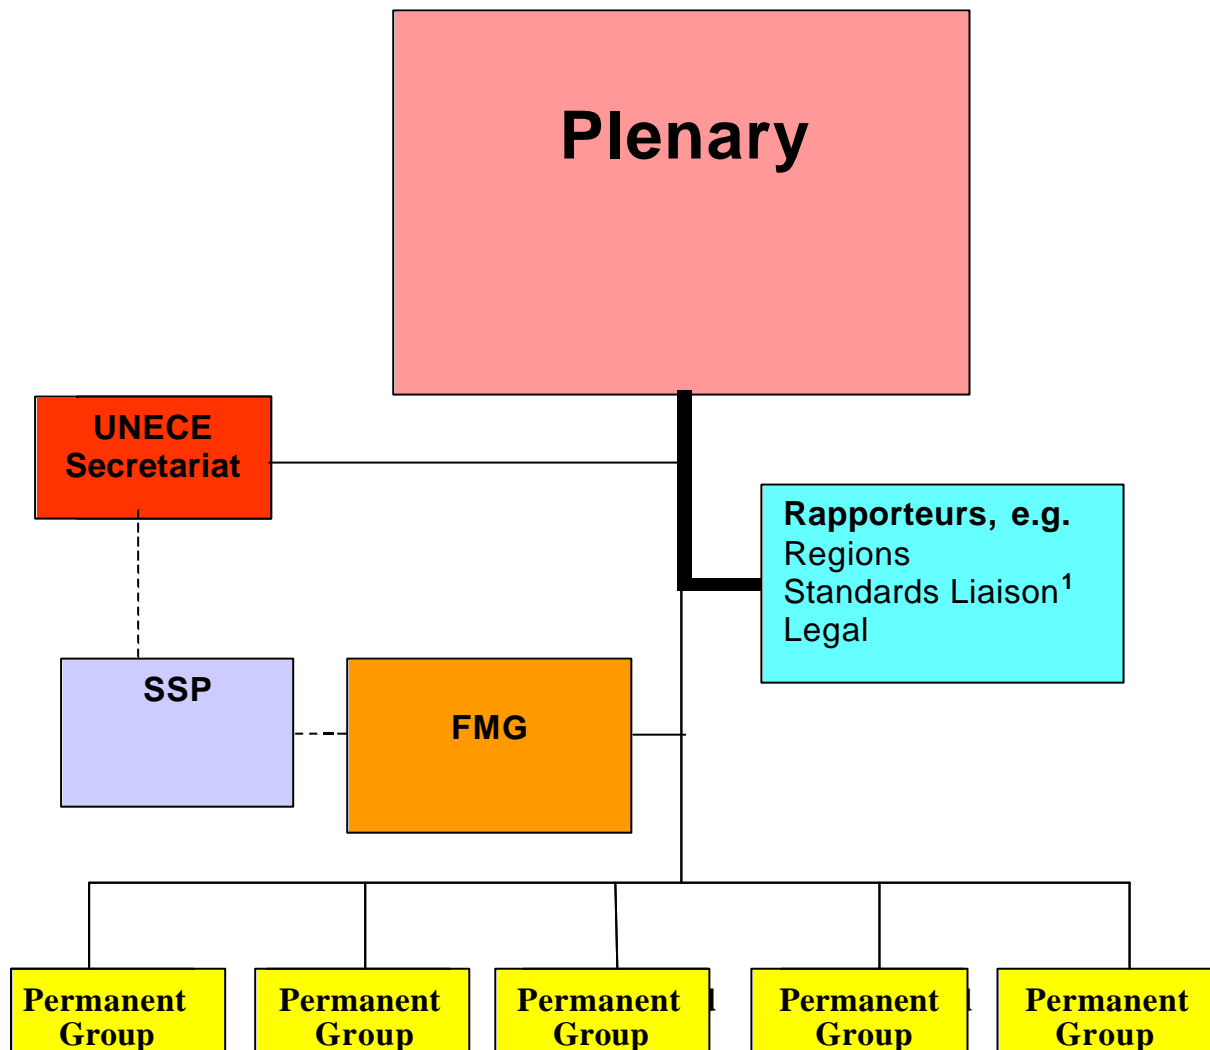 Plenary
UNECE
Secretariat
Rapporteurs, e.g.
Regions
Standards Liaison¹
Legal
SSP
FMG
Permanent
Group
Permanent
Group
Permanent
Group
Permanent
Group
Permanent
Group